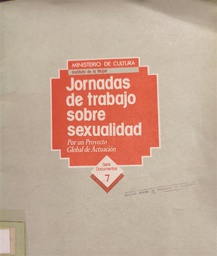 MINISTERIO DE CULTURA
Instituto de la Mujer
Jornadas
de trabajo
sobre
sexualidad
Por un Proyecto
Global de Actuación
Serie
Documentos
7